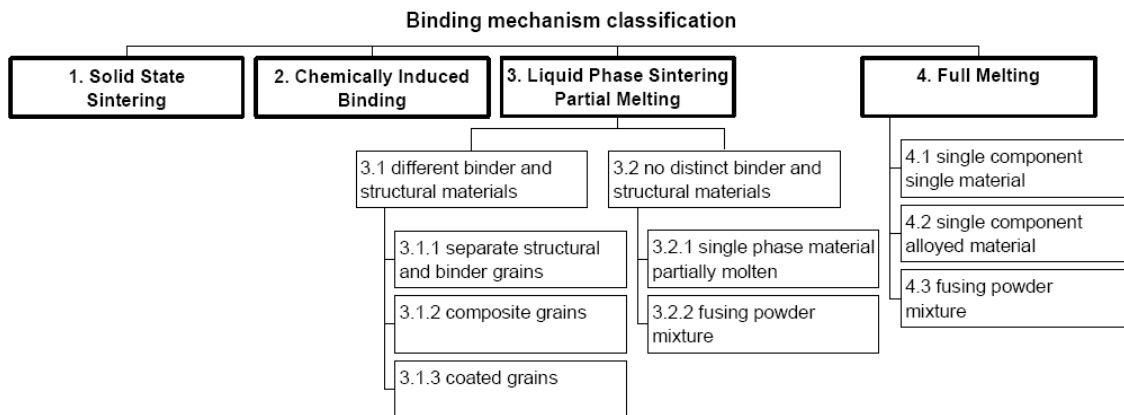 Binding mechanism classification
1. Solid State
Sintering
2. Chemically Induced
Binding
3. Liquid Phase Sintering
Partial Melting
4. Full Melting
3.1 different binder and
structural materials
3.1.1 separate structural
and binder grains
3.1.2 composite grains
3.1.3 coated grains
3.2 no distinct binder and
structural materials
3.2.1 single phase material
partially molten
3.2.2 fusing powder
mixture
4.1 single component
single material
4.2 single component
alloyed material
4.3 fusing powder
mixture